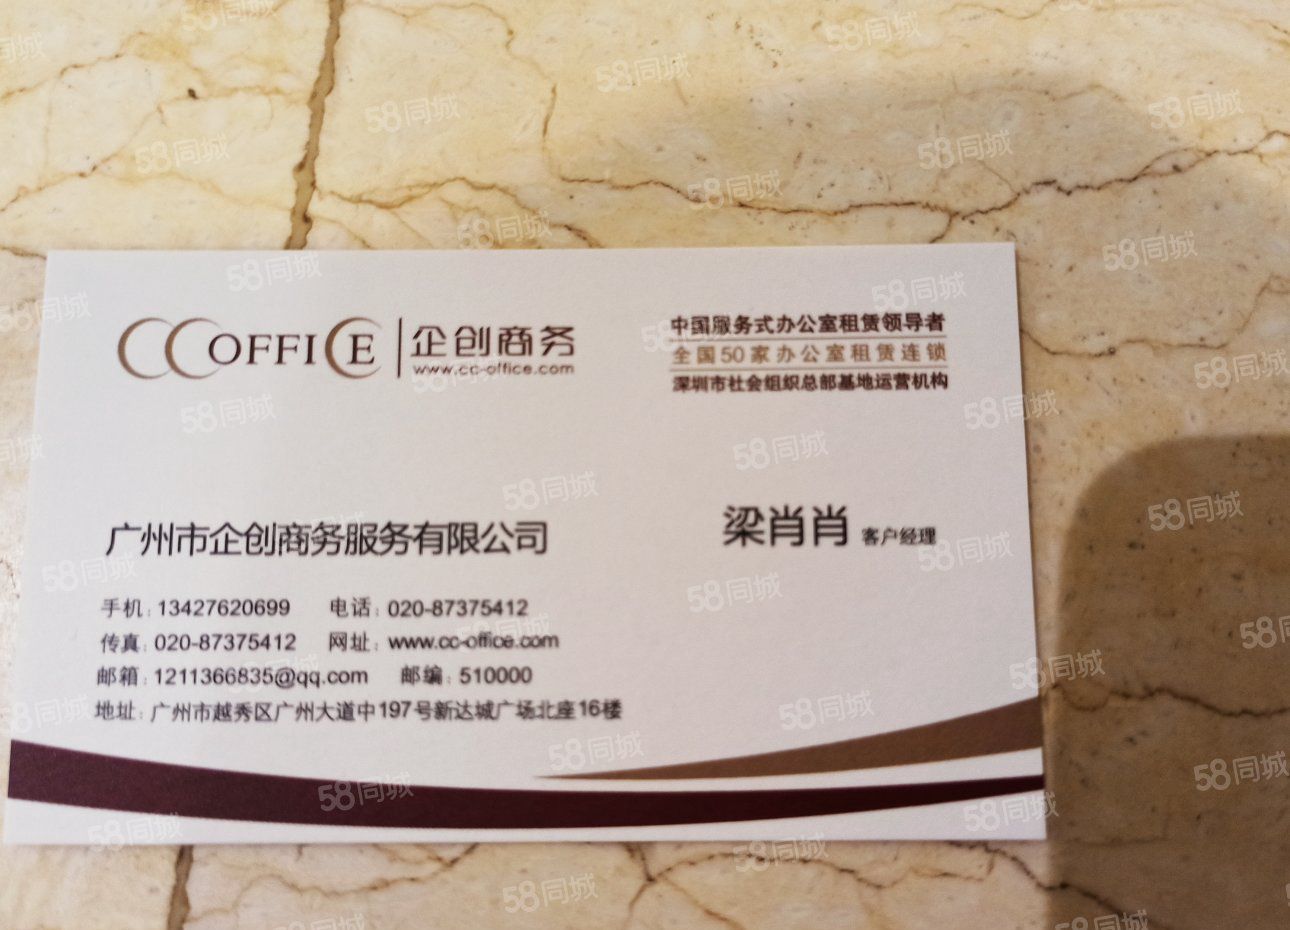 CCOFFICE 企创商务
www.cc-office.com
中国服务式办公室租赁领导者
全国50家办公室租赁连锁
深圳市社会组织总部基地运营机构
广州市企创商务服务有限公司
梁肖肖 客户经理
手机：13427620699 电话：020-87375412
传真：020-87375412 网址：www.cc-office.com
邮箱：1211366835@qq.com 邮编：510000
地址：广州市越秀区广州大道中197号新达城广场北座16楼
58同城